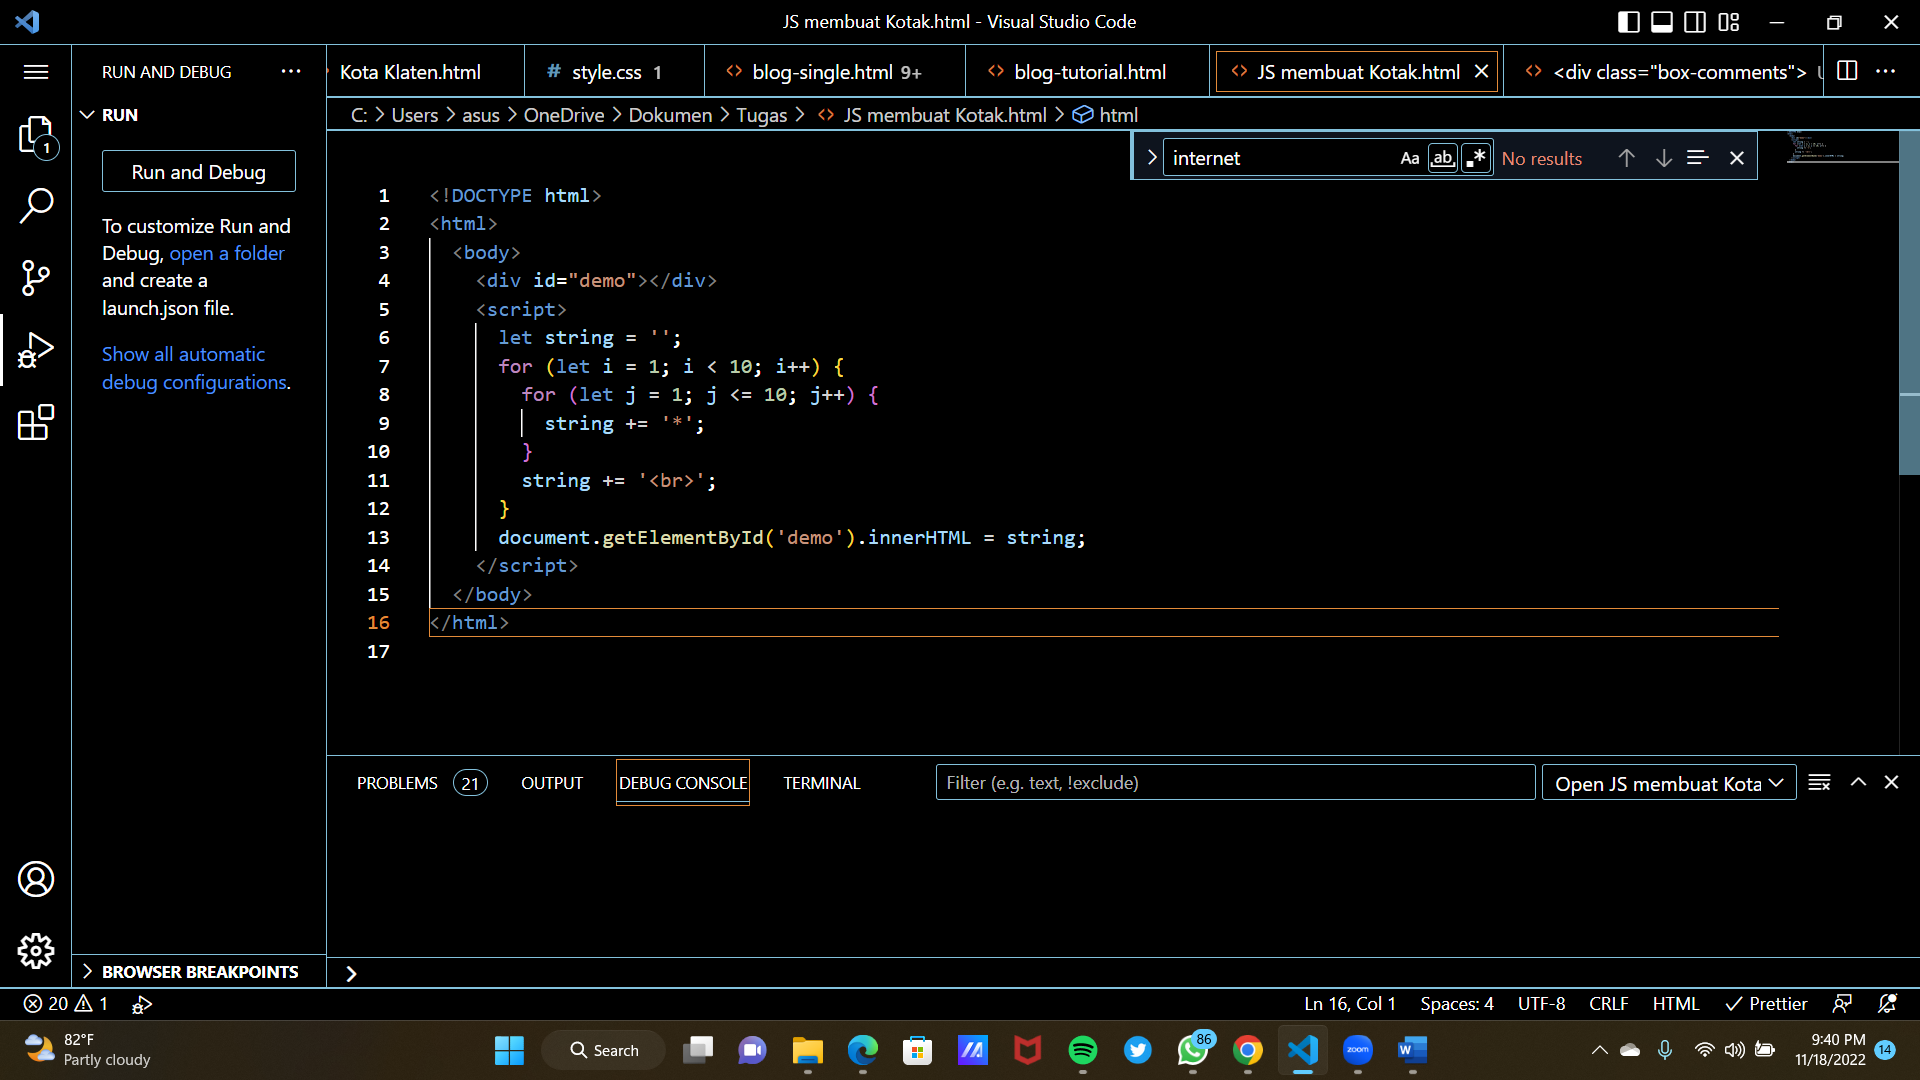 JS membuat Kotak.html - Visual Studio Code
RUN AND DEBUG
Kota Klaten.html
# style.css 1
<> blog-single.html 9+
<> blog-tutorial.html
<> JS membuat Kotak.html
<> <div class="box-comments">
C: > Users > asus > OneDrive > Dokumen > Tugas > <> JS membuat Kotak.html > html
RUN
1
Run and Debug
To customize Run and
Debug, open a folder
and create a
launch.json file.
Show all automatic
debug configurations.
internet Aa ab .* No results
1 <!DOCTYPE html>
2 <html>
3 <body>
4 <div id="demo"></div>
5 <script>
6 let string = '';
7 for (let i = 1; i < 10; i++) {
8 for (let j = 1; j <= 10; j++) {
9 string += '*';
10 }
11 string += '<br>';
12 }
13 document.getElementById('demo').innerHTML = string;
14 </script>
15 </body>
16 </html>
17
PROBLEMS 21 OUTPUT DEBUG CONSOLE TERMINAL
Filter (e.g. text, !exclude)
Open JS membuat Kota
BROWSER BREAKPOINTS
20 1
Ln 16, Col 1 Spaces: 4 UTF-8 CRLF HTML Prettier
82°F
Partly cloudy
Search
zoom
86
W
9:40 PM
11/18/2022
14